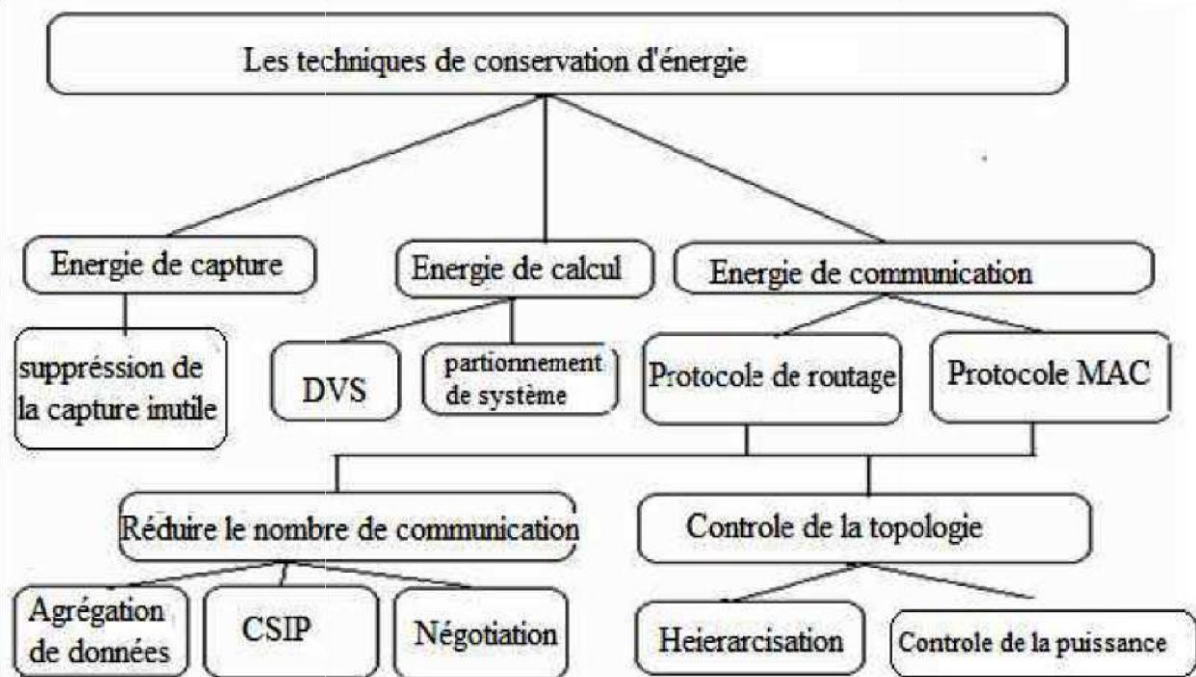 Les techniques de conservation d'énergie
Energie de capture
Energie de calcul
Energie de communication
suppréssion de
la capture inutile
DVS
partionnement
de système
Protocole de routage
Protocole MAC
Réduire le nombre de communication
Controle de la topologie
Agrégation
de données
CSIP
Négotiation
Heierarcisation
Controle de la puissance